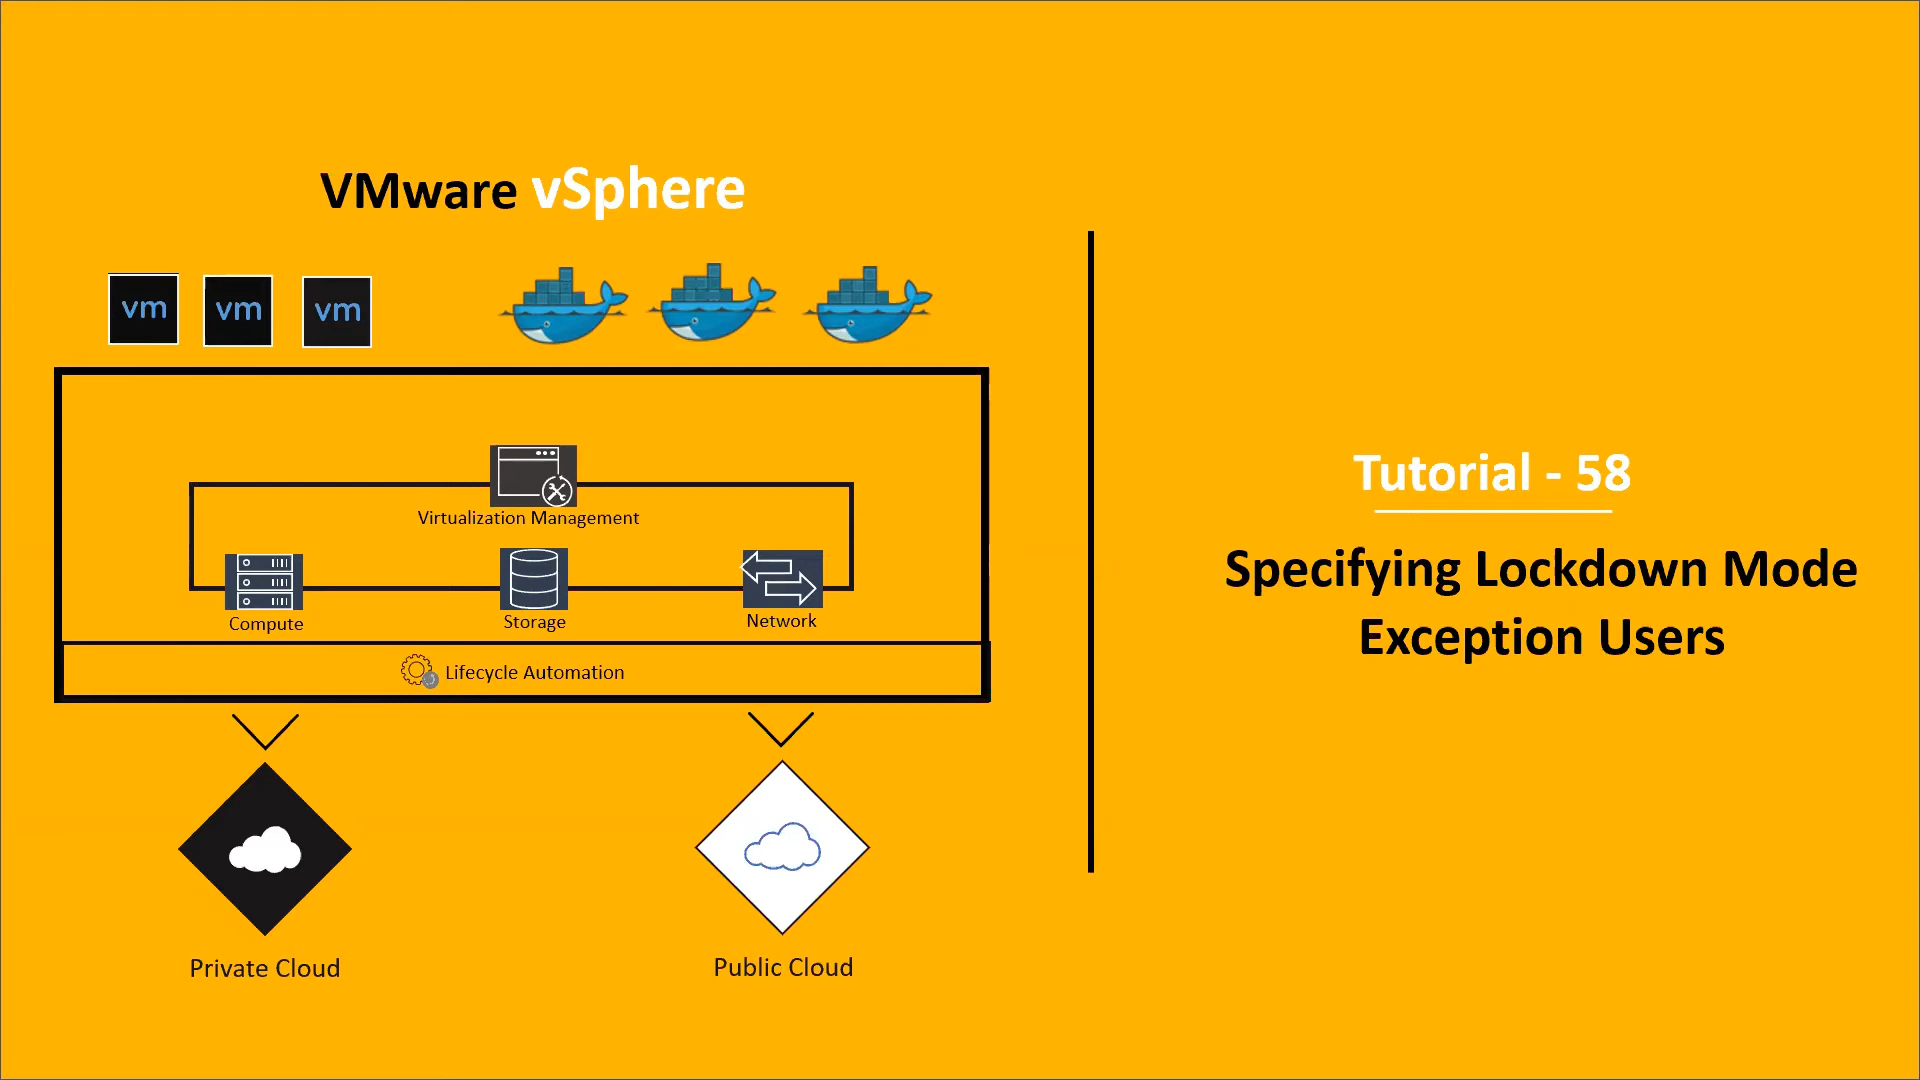 VMware vSphere
vm vm vm
Virtualization Management
Compute
Storage
Network
Lifecycle Automation
Private Cloud
Public Cloud
Tutorial - 58
Specifying Lockdown Mode
Exception Users